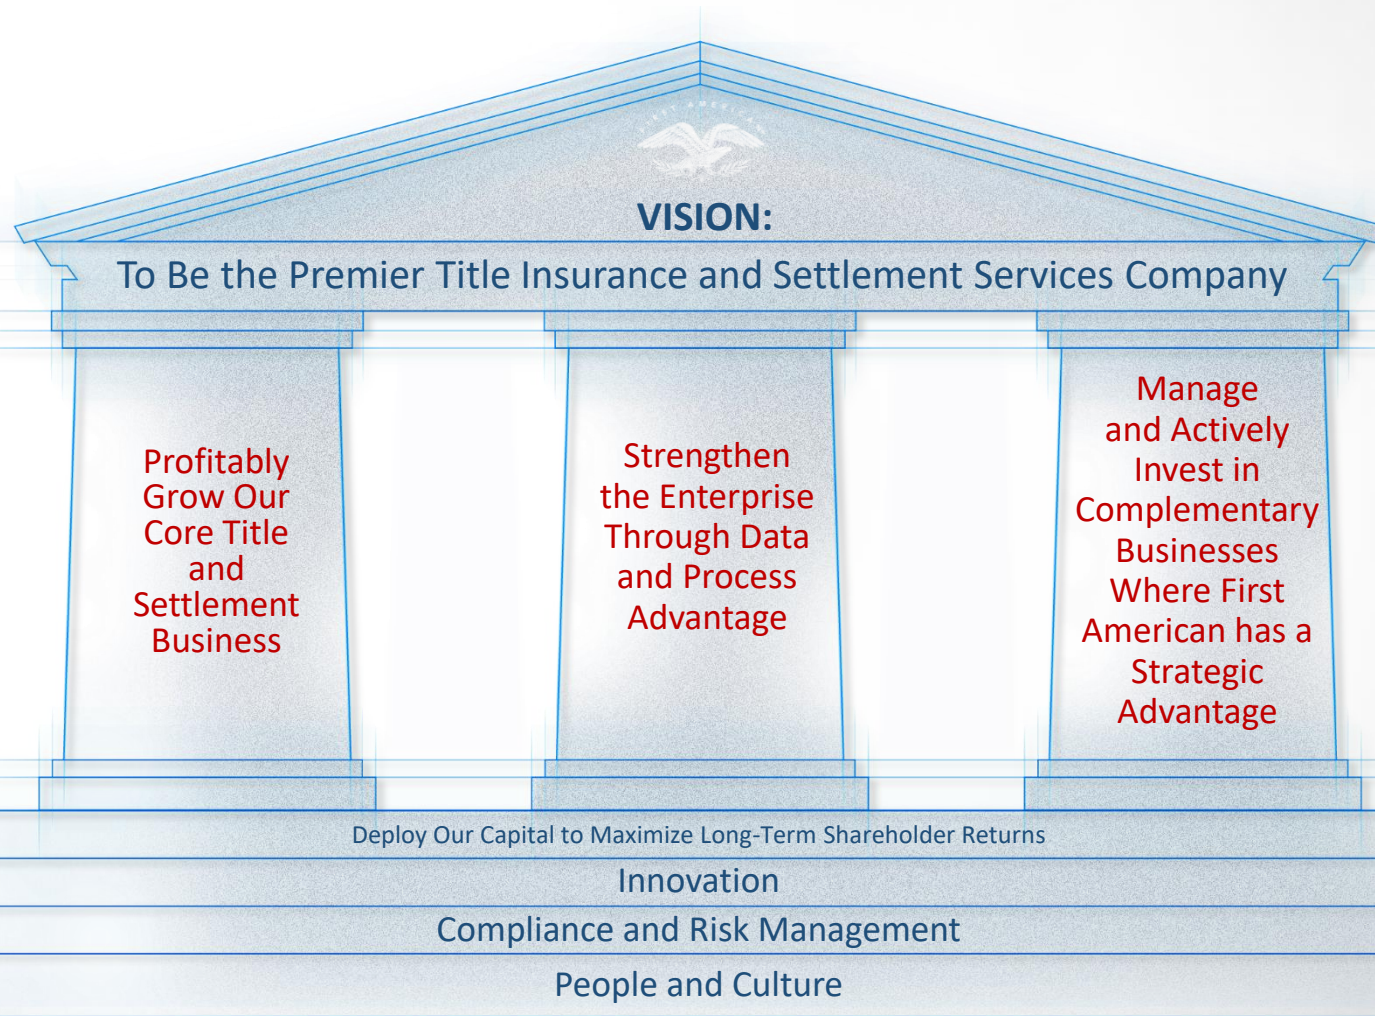 FIRST AMERICAN
VISION:
To Be the Premier Title Insurance and Settlement Services Company
Profitably
Grow Our
Core Title
and
Settlement
Business
Strengthen
the Enterprise
Through Data
and Process
Advantage
Manage
and Actively
Invest in
Complementary
Businesses
Where First
American has a
Strategic
Advantage
Deploy Our Capital to Maximize Long-Term Shareholder Returns
Innovation
Compliance and Risk Management
People and Culture